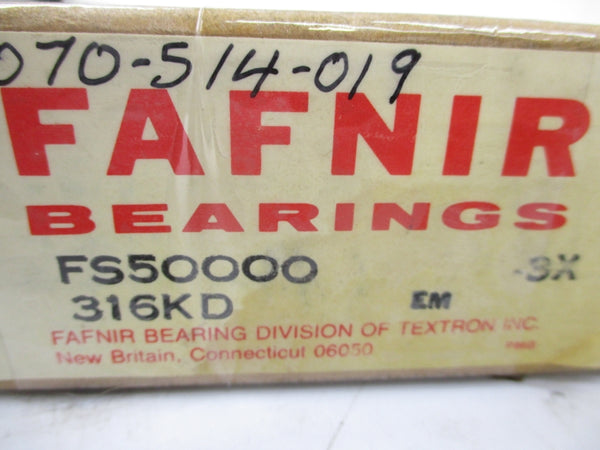 070-514-019
FAFNIR
BEARINGS
FS50000 3X
316KD EM
FAFNIR BEARING DIVISION OF TEXTRON INC.
New Britain, Connecticut 06050